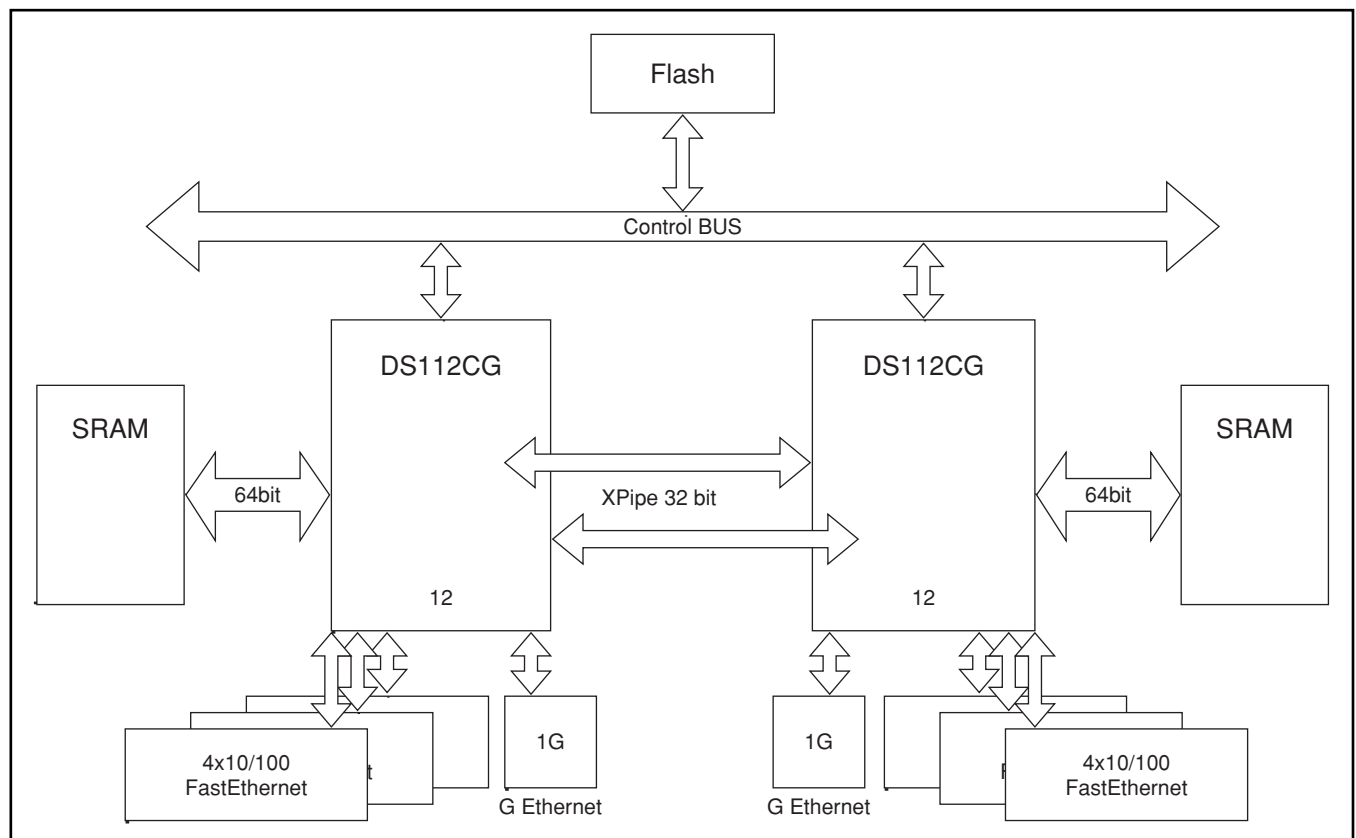 Flash
Control BUS
DS112CG
DS112CG
SRAM
SRAM
64bit
XPipe 32 bit
64bit
12
12
1G
1G
4x10/100
FastEthernet
4x10/100
FastEthernet
G Ethernet
G Ethernet